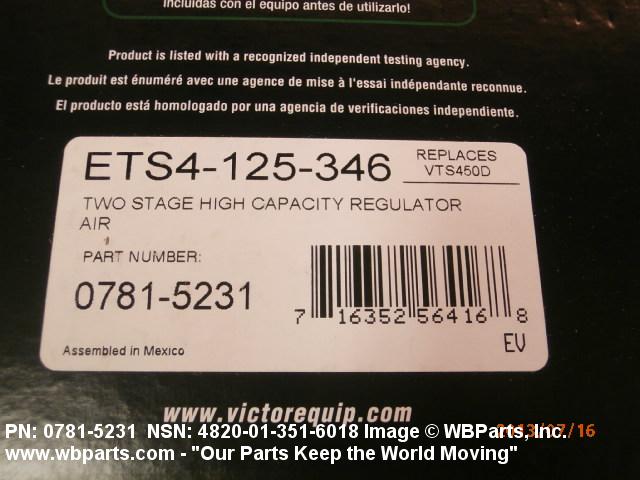 incluidas con el equipo antes de utilizarlo!
Product is listed with a recognized independent testing agency.
Le produit est énuméré avec une agence de mise à l'essai indépendante reconnue.
El producto está homologado por una agencia de verificaciones independiente.
ETS4-125-346
REPLACES
VTS450D
TWO STAGE HIGH CAPACITY REGULATOR
AIR
PART NUMBER:
0781-5231
7 16352 56416 8
EV
Assembled in Mexico
www.victorequip.com
2013/07/16
PN: 0781-5231 NSN: 4820-01-351-6018 Image © WBParts, Inc.
www.wbparts.com - "Our Parts Keep the World Moving"